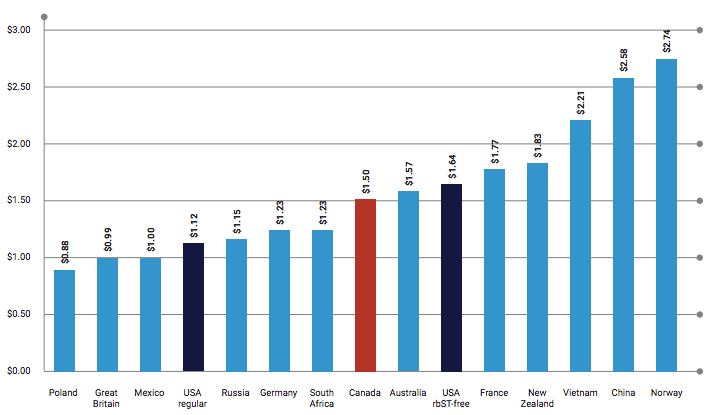 $3.00
$2.50
$2.00
$1.50
$1.00
$0.50
$0.00
$0.88
$0.99
$1.00
$1.12
$1.15
$1.23
$1.23
$1.50
$1.57
$1.64
$1.77
$1.83
$2.21
$2.58
$2.74
Poland
Great
Britain
Mexico
USA
regular
Russia
Germany
South
Africa
Canada
Australia
USA
rbST-free
France
New
Zealand
Vietnam
China
Norway